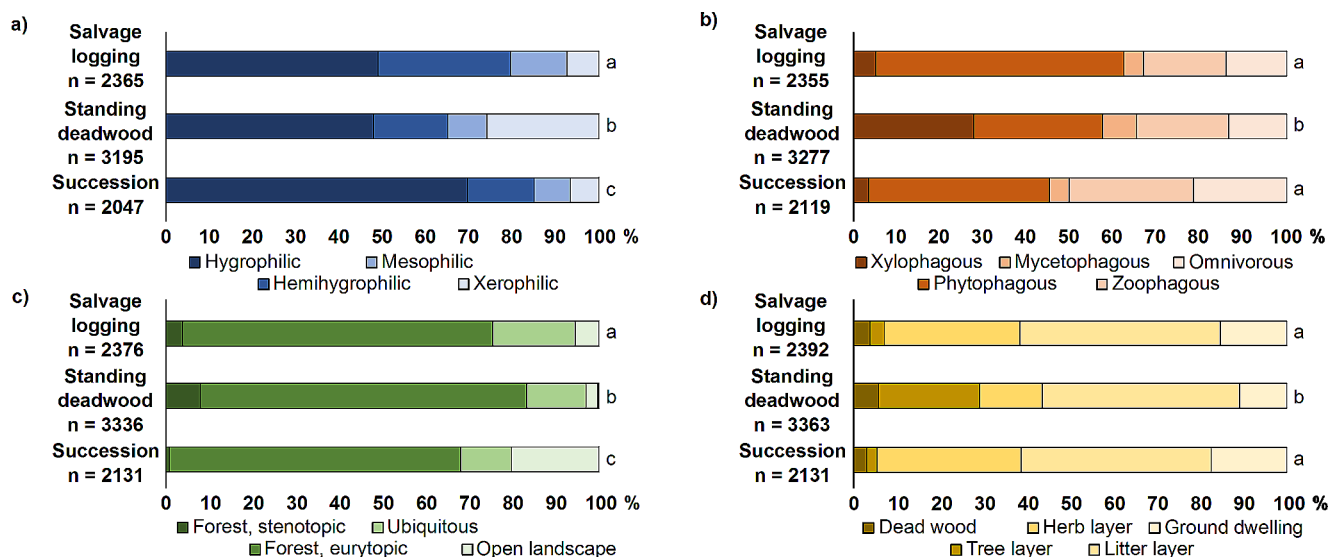 a)
Salvage
logging
n = 2365
a
Standing
deadwood
n = 3195
b
Succession
n = 2047
c
0 10 20 30 40 50 60 70 80 90 100 %
Hygrophilic Mesophilic
Hemihygrophilic Xerophilic
b)
Salvage
logging
n = 2355
a
Standing
deadwood
n = 3277
b
Succession
n = 2119
a
0 10 20 30 40 50 60 70 80 90 100 %
Xylophagous Mycetophagous Omnivorous
Phytophagous Zoophagous
c)
Salvage
logging
n = 2376
a
Standing
deadwood
n = 3336
b
Succession
n = 2131
c
0 10 20 30 40 50 60 70 80 90 100 %
Forest, stenotopic Ubiquitous
Forest, eurytopic Open landscape
d)
Salvage
logging
n = 2392
a
Standing
deadwood
n = 3363
b
Succession
n = 2131
a
0 10 20 30 40 50 60 70 80 90 100 %
Dead wood Herb layer Ground dwelling
Tree layer Litter layer